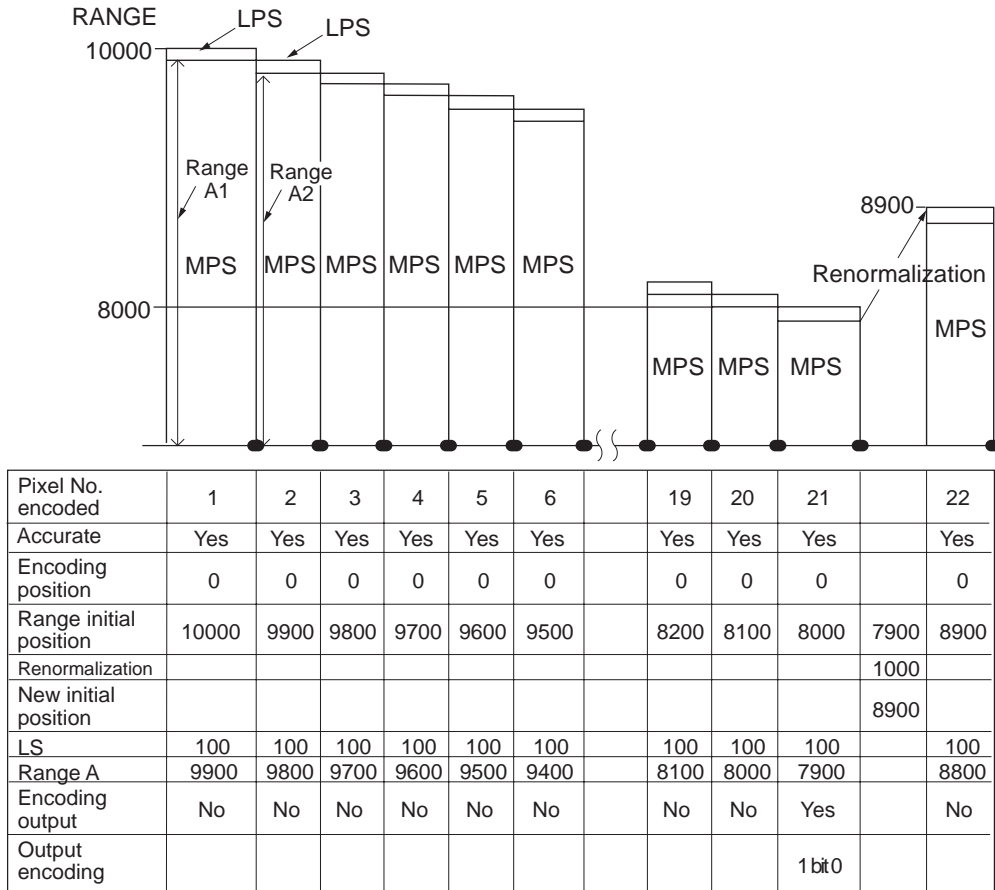 RANGE
LPS
LPS
10000
Range
A1
Range
A2
8900
MPS MPS MPS MPS MPS MPS
Renormalization
8000
MPS
MPS MPS MPS
Pixel No. encoded 1 2 3 4 5 6 19 20 21 22
Accurate Yes Yes Yes Yes Yes Yes Yes Yes Yes Yes
Encoding position 0 0 0 0 0 0 0 0 0 0
Range initial position 10000 9900 9800 9700 9600 9500 8200 8100 8000 7900 8900
Renormalization 1000
New initial position 8900
LS 100 100 100 100 100 100 100 100 100 100
Range A 9900 9800 9700 9600 9500 9400 8100 8000 7900 8800
Encoding output No No No No No No No No Yes No
Output encoding 1 bit 0